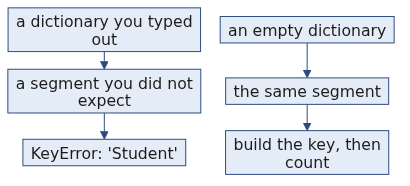 a dictionary you typed
out
a segment you did not
expect
KeyError: 'Student'
an empty dictionary
the same segment
build the key, then
count